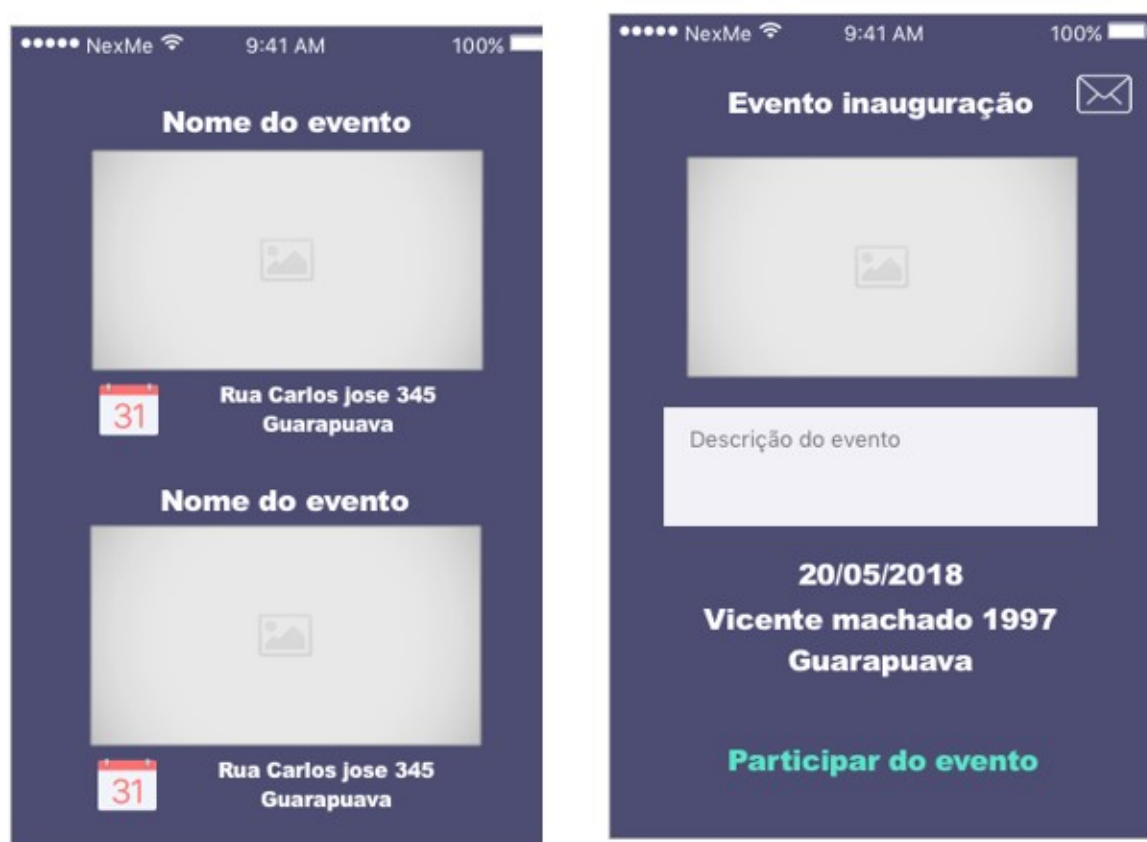 NexMe 9:41 AM 100%
Nome do evento
31
Rua Carlos jose 345
Guarapuava
Nome do evento
31
Rua Carlos jose 345
Guarapuava
NexMe 9:41 AM 100%
Evento inauguração
Descrição do evento
20/05/2018
Vicente machado 1997
Guarapuava
Participar do evento